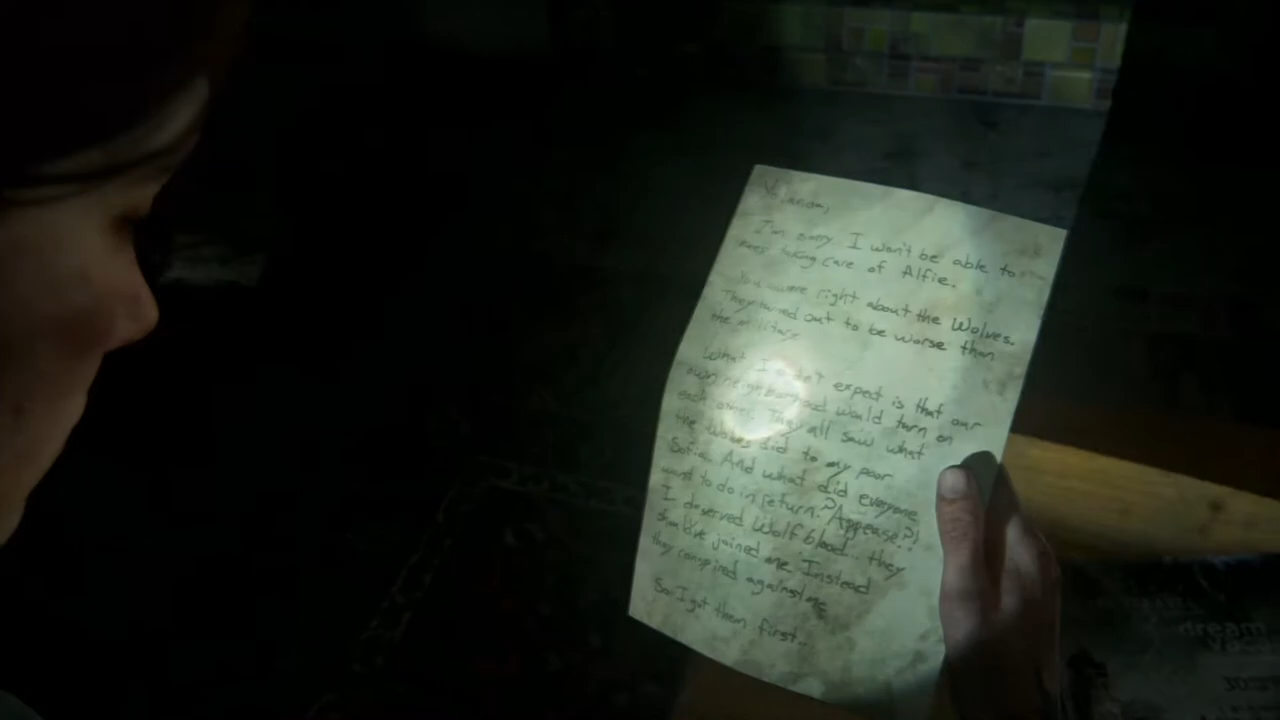 Yolanda,
I'm sorry I won't be able to
keep taking care of Alfie.
You were right about the Wolves.
They turned out to be worse than
the military.
What I didn't expect is that our
own neighborhood would turn on
each other. They all saw what
the Wolves did to my poor
Sofia. And what did everyone
want to do in return? Appease?!
I deserved Wolf blood... they
should've joined me. Instead
they conspired against me
So I got them first...
dream